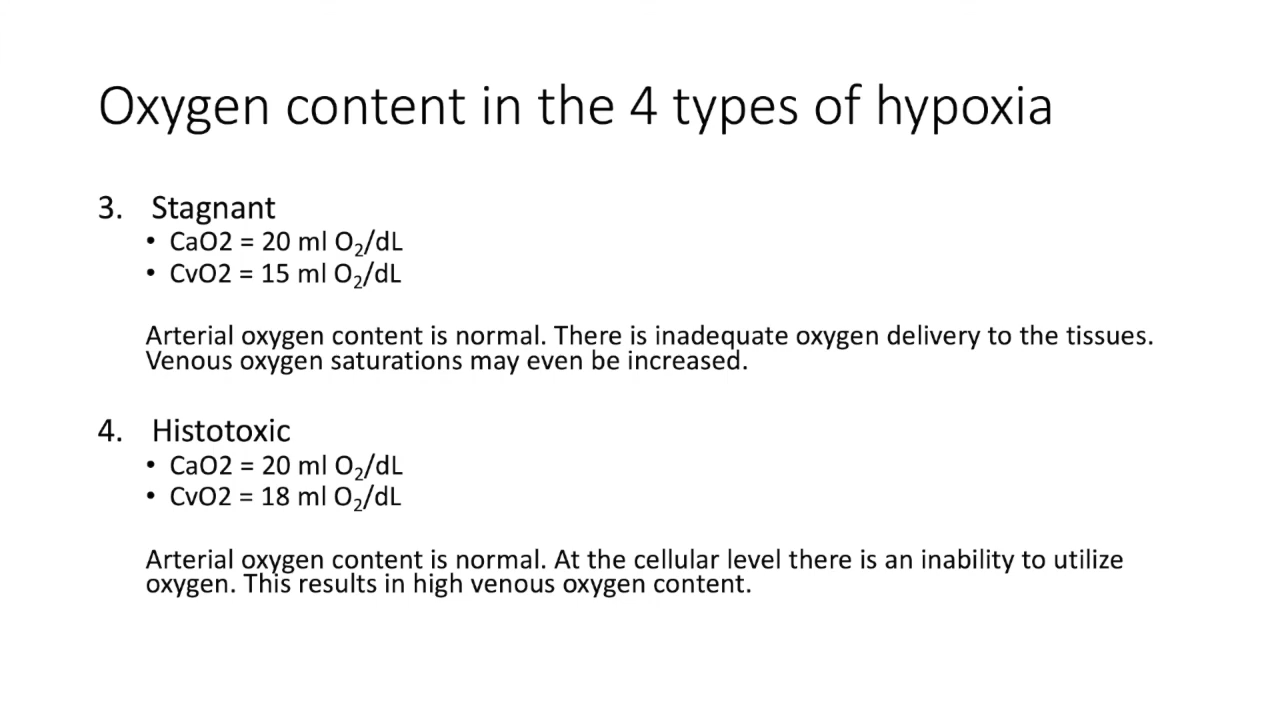 Oxygen content in the 4 types of hypoxia
3. Stagnant
• CaO2 = 20 ml O₂/dL
• CvO2 = 15 ml O₂/dL
Arterial oxygen content is normal. There is inadequate oxygen delivery to the tissues.
Venous oxygen saturations may even be increased.
4. Histotoxic
• CaO2 = 20 ml O₂/dL
• CvO2 = 18 ml O₂/dL
Arterial oxygen content is normal. At the cellular level there is an inability to utilize
oxygen. This results in high venous oxygen content.